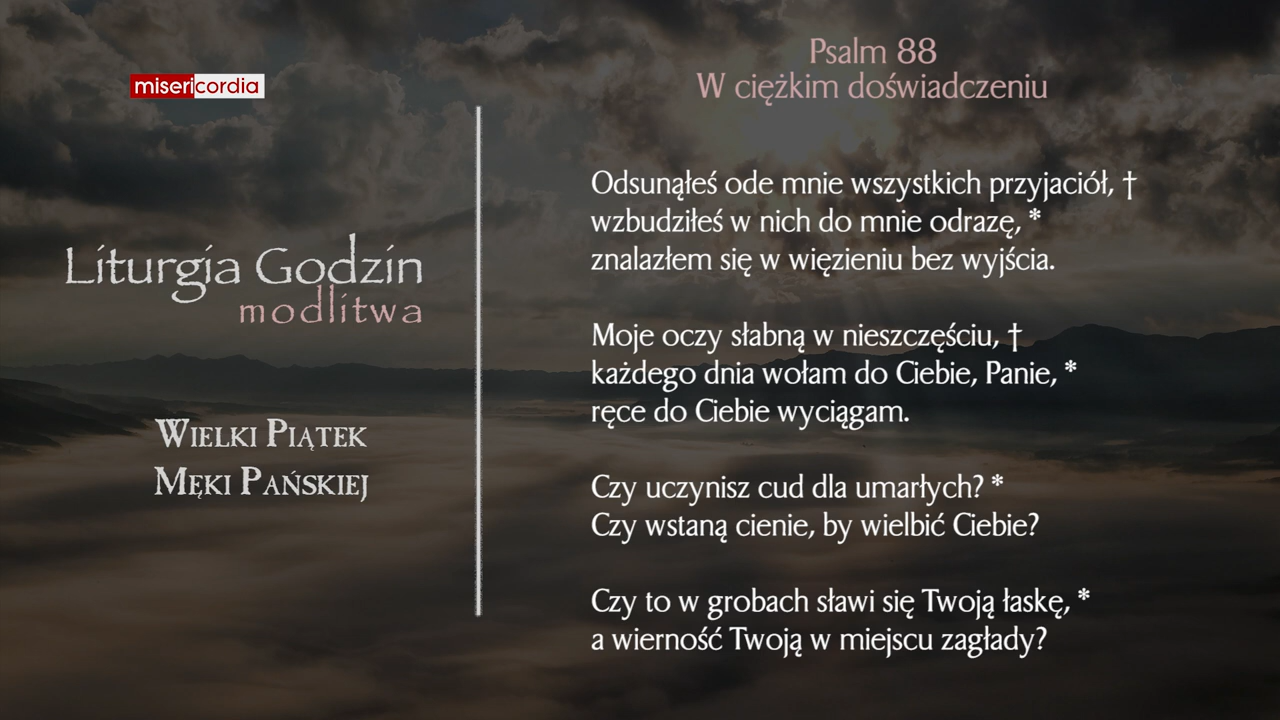 misericordia
Liturgia Godzin
modlitwa
Wielki Piątek
Męki Pańskiej
Psalm 88
W ciężkim doświadczeniu
Odsunąłeś ode mnie wszystkich przyjaciół, †
wzbudziłeś w nich do mnie odrazę, *
znalazłem się w więzieniu bez wyjścia.
Moje oczy słabną w nieszczęściu, †
każdego dnia wołam do Ciebie, Panie, *
ręce do Ciebie wyciągam.
Czy uczynisz cud dla umarłych? *
Czy wstaną cienie, by wielbić Ciebie?
Czy to w grobach sławi się Twoją łaskę, *
a wierność Twoją w miejscu zagłady?